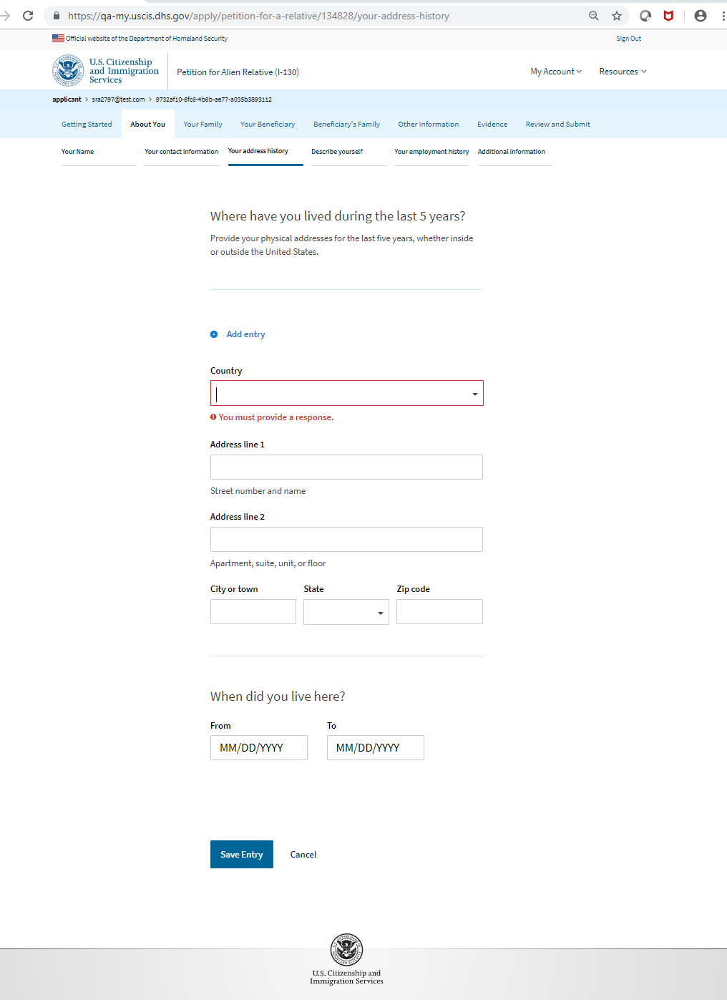 https://qa-my.uscis.dhs.gov/apply/petition-for-a-relative/134828/your-address-history
Official website of the Department of Homeland Security
Sign Out
U.S. Citizenship
and Immigration
Services
Petition for Alien Relative (I-130)
My Account
Resources
applicant > sra2797@test.com > 9732af10-6fc6-4b6b-ae77-a035b3893112
Getting Started
About You
Your Family
Your Beneficiary
Beneficiary's Family
Other Information
Evidence
Review and Submit
Your Name
Your contact information
Your address history
Describe yourself
Your employment history
Additional information
Where have you lived during the last 5 years?
Provide your physical addresses for the last five years, whether inside
or outside the United States.
Add entry
Country
You must provide a response.
Address line 1
Street number and name
Address line 2
Apartment, suite, unit, or floor
City or town
State
Zip code
When did you live here?
From
To
MM/DD/YYYY
MM/DD/YYYY
Save Entry
Cancel
U.S. Citizenship and
Immigration Services